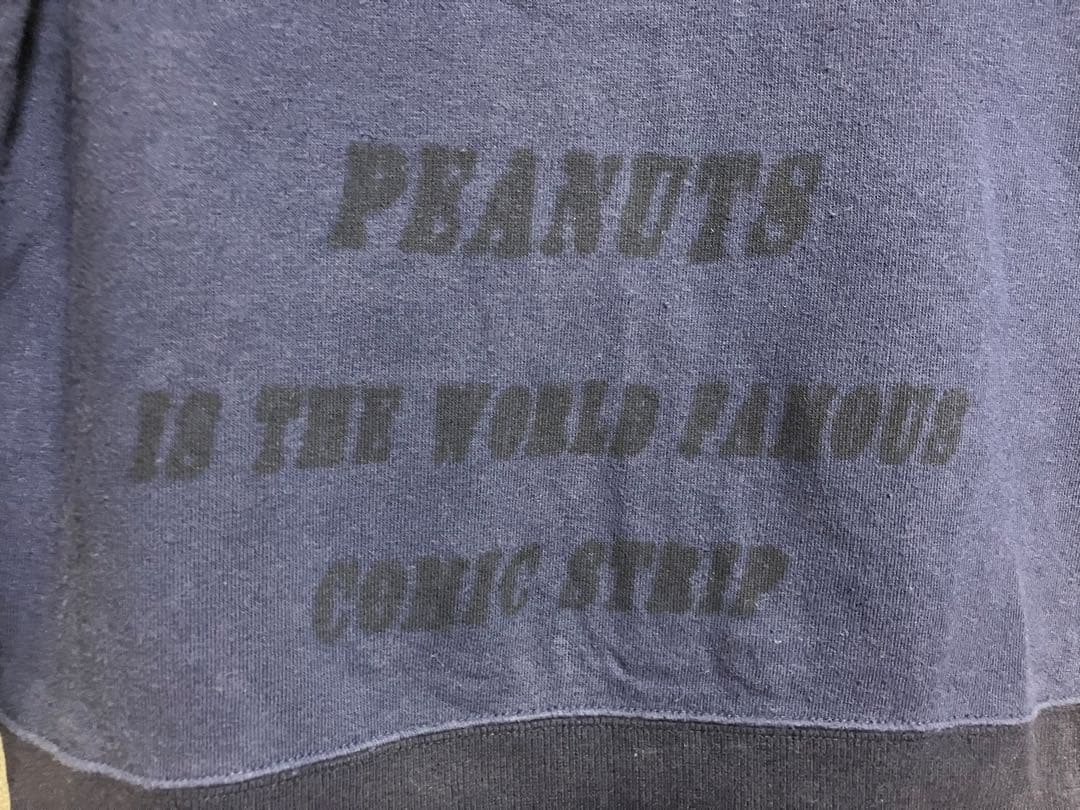 PEANUTS
IS THE WORLD FAMOUS
COMIC STRIP